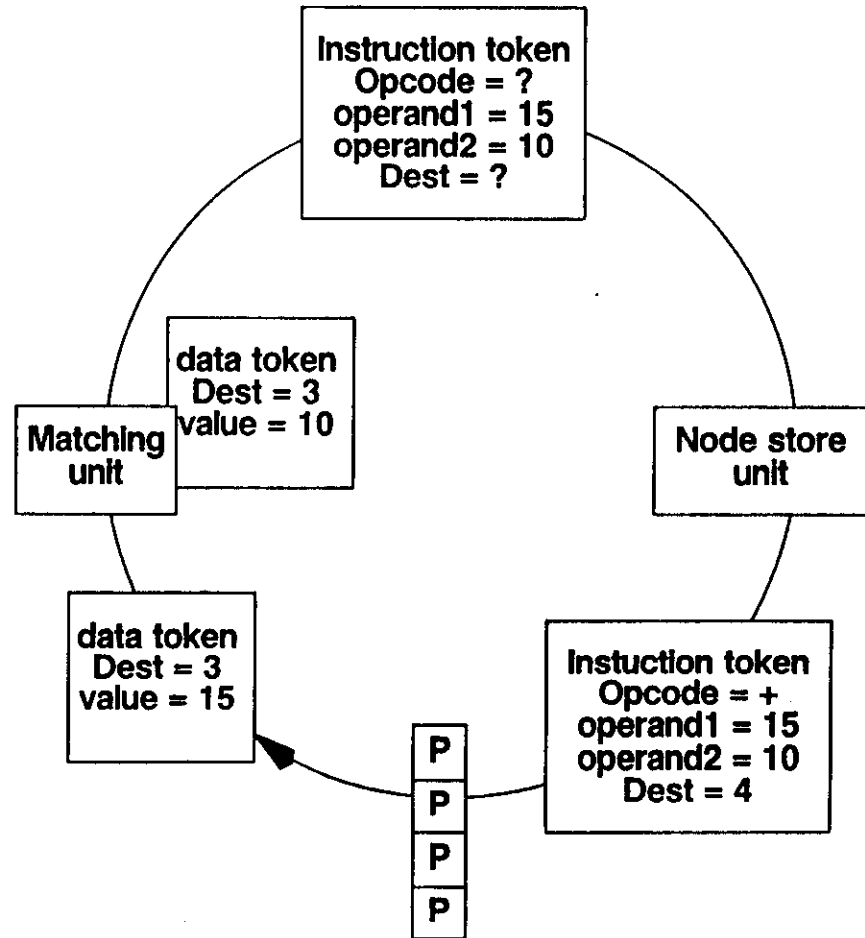 Instruction token
Opcode = ?
operand1 = 15
operand2 = 10
Dest = ?
data token
Dest = 3
value = 10
Matching
unit
Node store
unit
data token
Dest = 3
value = 15
Instuction token
Opcode = +
operand1 = 15
operand2 = 10
Dest = 4
P
P
P
P